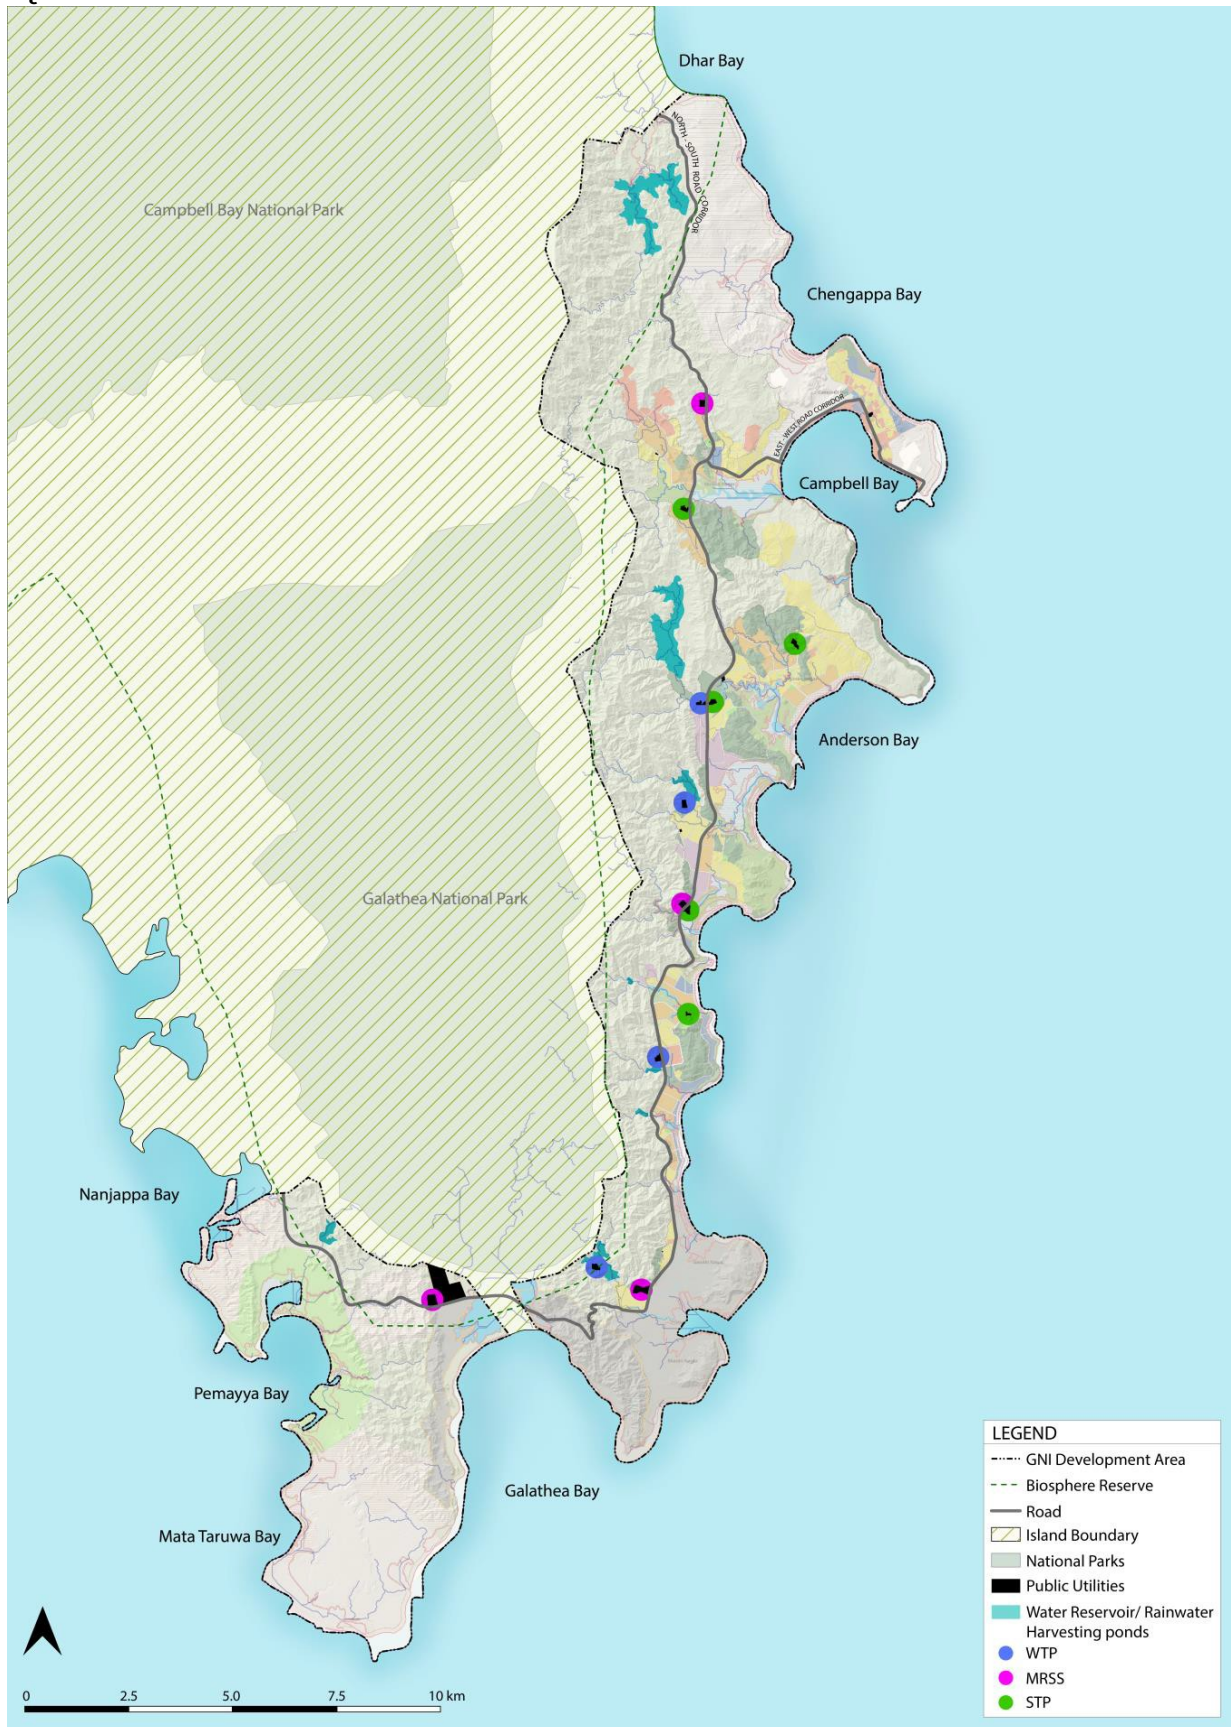 Dhar Bay
NORTH - SOUTH ROAD CORRIDOR
Campbell Bay National Park
Chengappa Bay
EAST - WEST ROAD CORRIDOR
Campbell Bay
Anderson Bay
Galathea National Park
Nanjappa Bay
Pemayya Bay
Galathea Bay
Mata Taruwa Bay
LEGEND
GNI Development Area
Biosphere Reserve
Road
Island Boundary
National Parks
Public Utilities
Water Reservoir/ Rainwater
Harvesting ponds
WTP
MRSS
STP
0 2.5 5.0 7.5 10 km